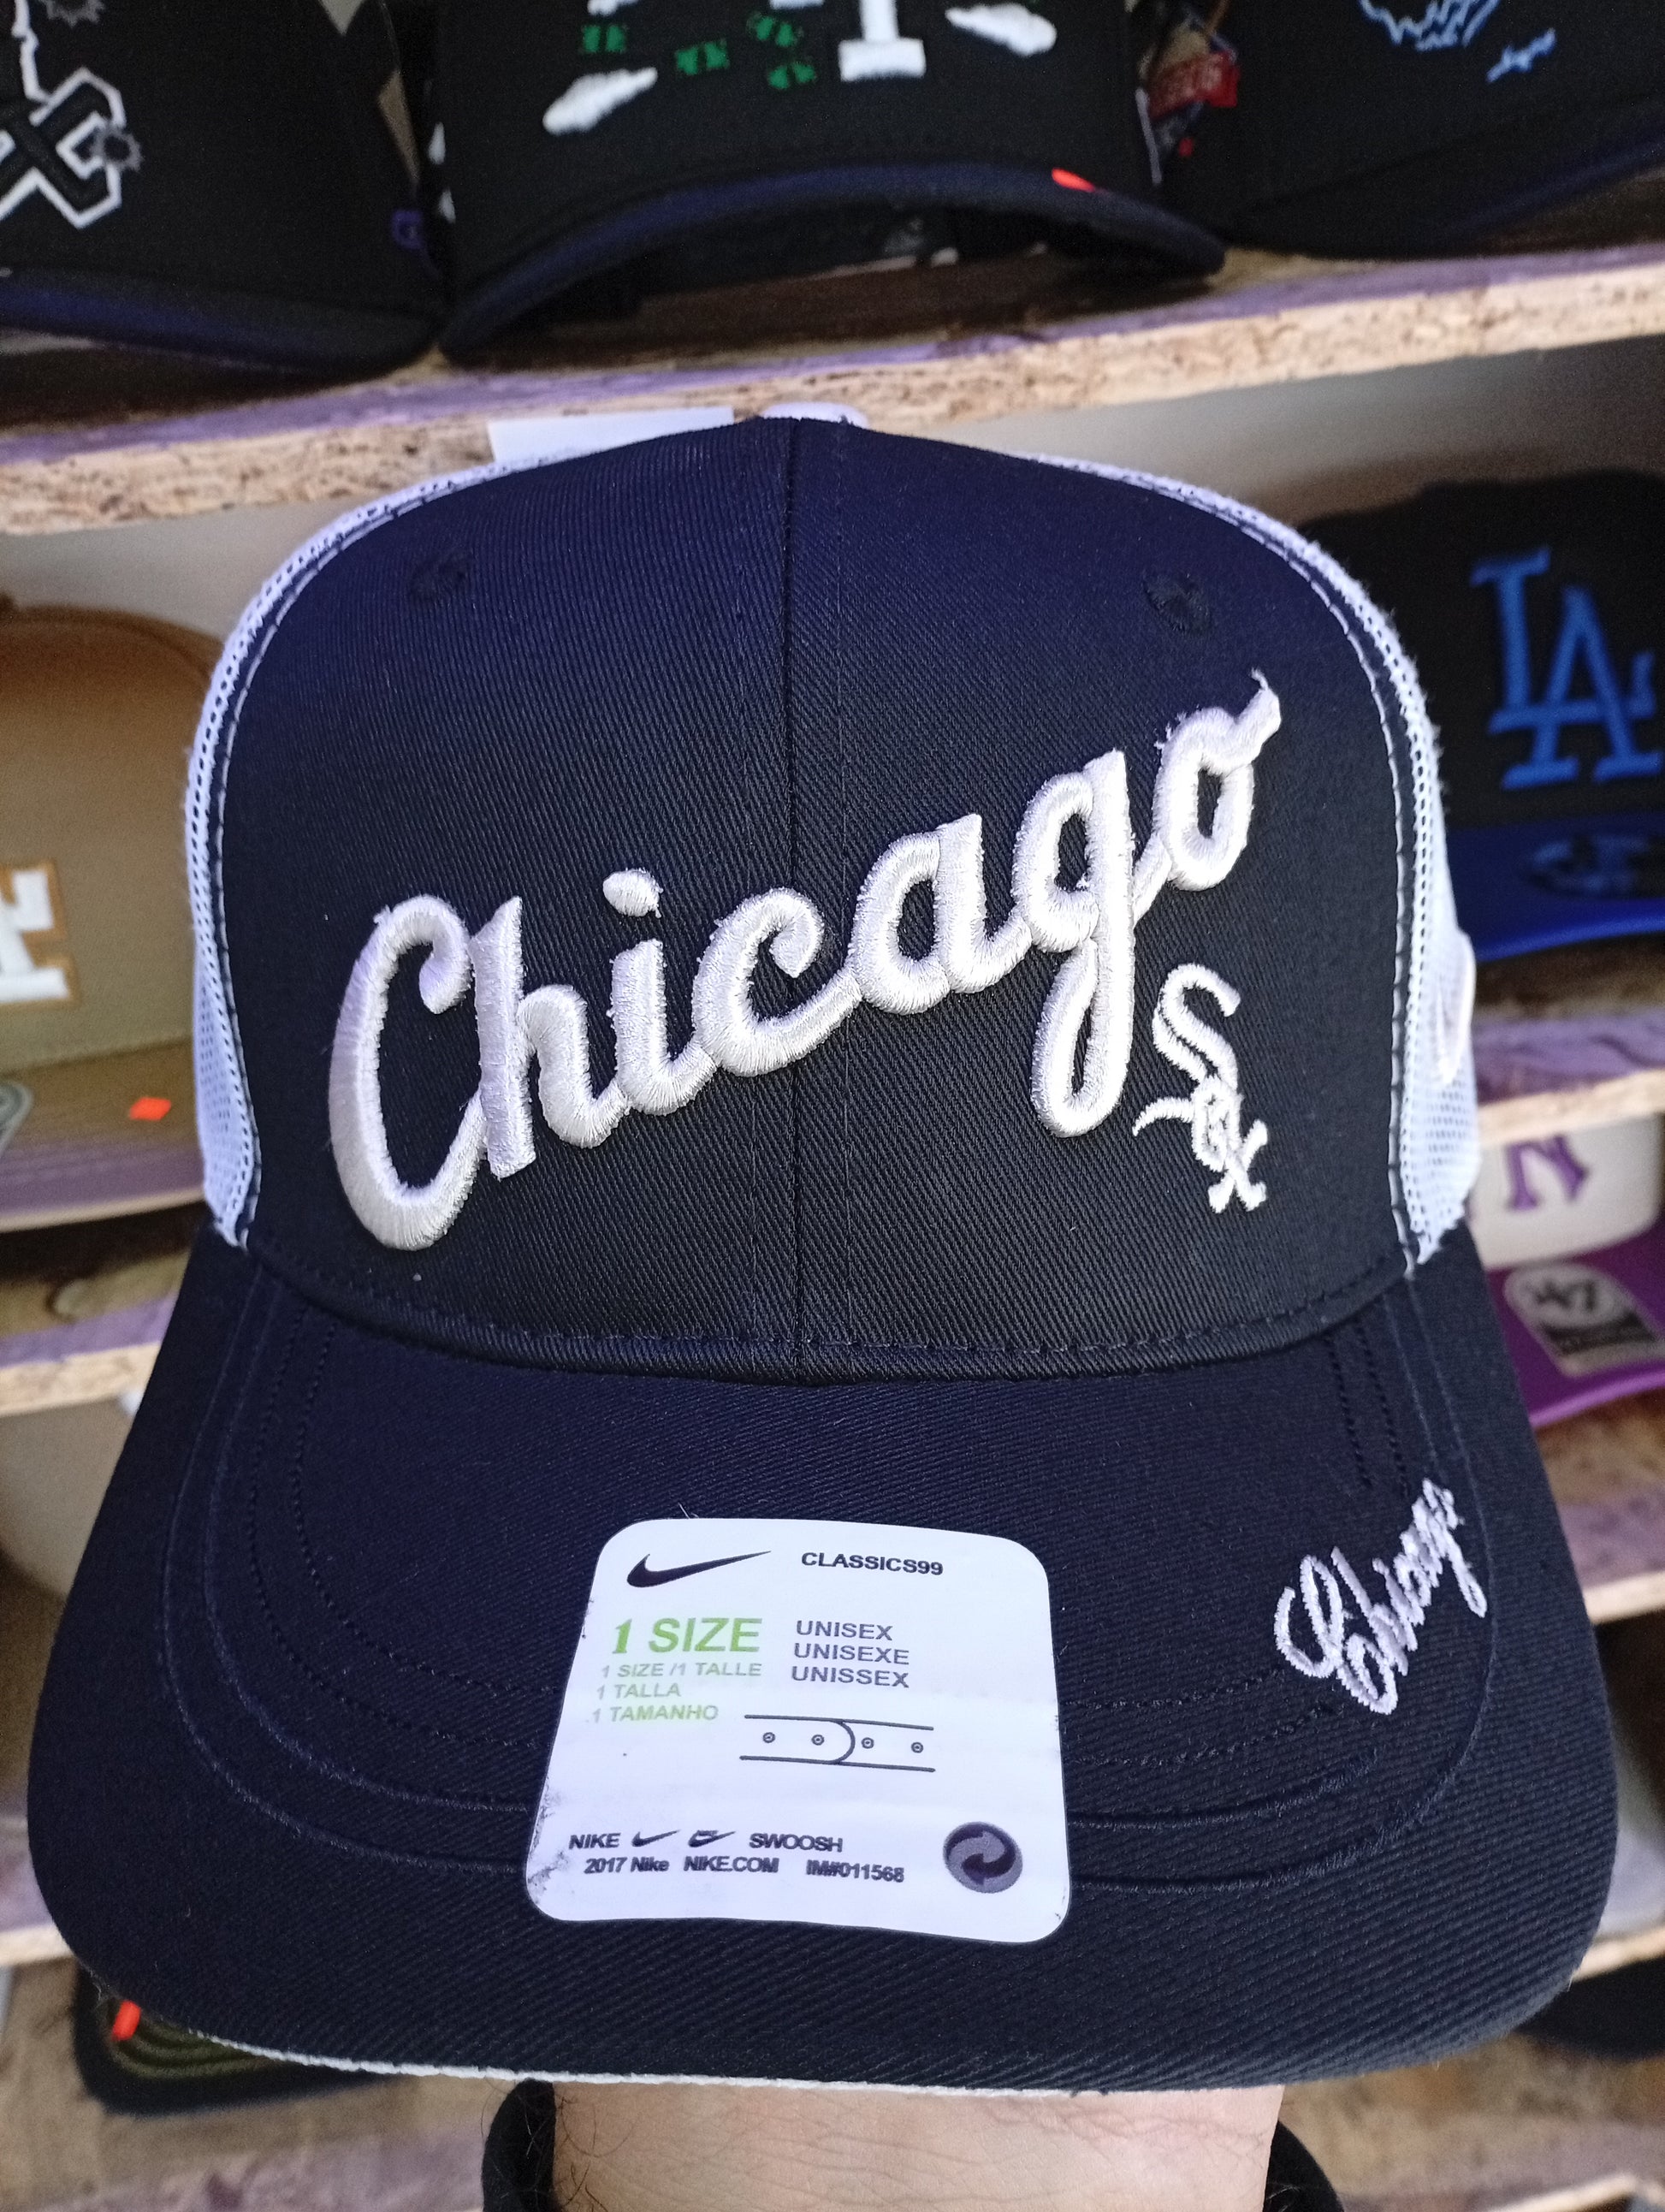 LA
Chicago
Sox
N
47
Chicago
CLASSICS99
1 SIZE
1 SIZE /1 TALLE
1 TALLA
1 TAMANHO
UNISEX
UNISEXE
UNISSEX
NIKE SWOOSH
2017 Nike NIKE.COM IM#011568